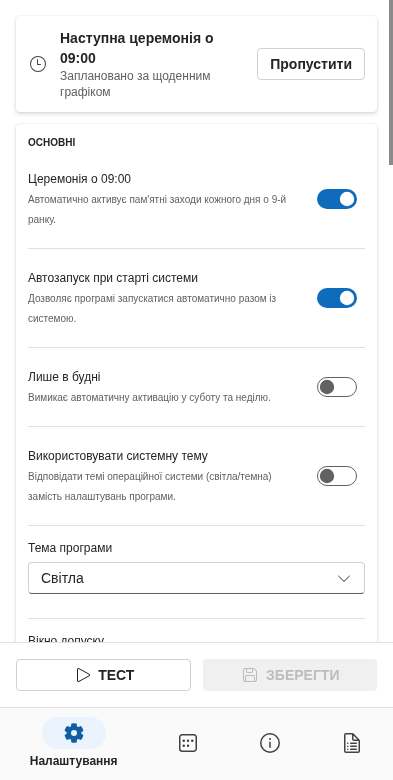 Наступна церемонія о
09:00
Заплановано за щоденним
графіком
Пропустити
ОСНОВНІ
Церемонія о 09:00
Автоматично активує пам'ятні заходи кожного дня о 9-й
ранку.
Автозапуск при старті системи
Дозволяє програмі запускатися автоматично разом із
системою.
Лише в будні
Вимикає автоматичну активацію у суботу та неділю.
Використовувати системну тему
Відповідати темі операційної системи (світла/темна)
замість налаштувань програми.
Тема програми
Світла
Вікно допуску
ТЕСТ
ЗБЕРЕГТИ
Налаштування